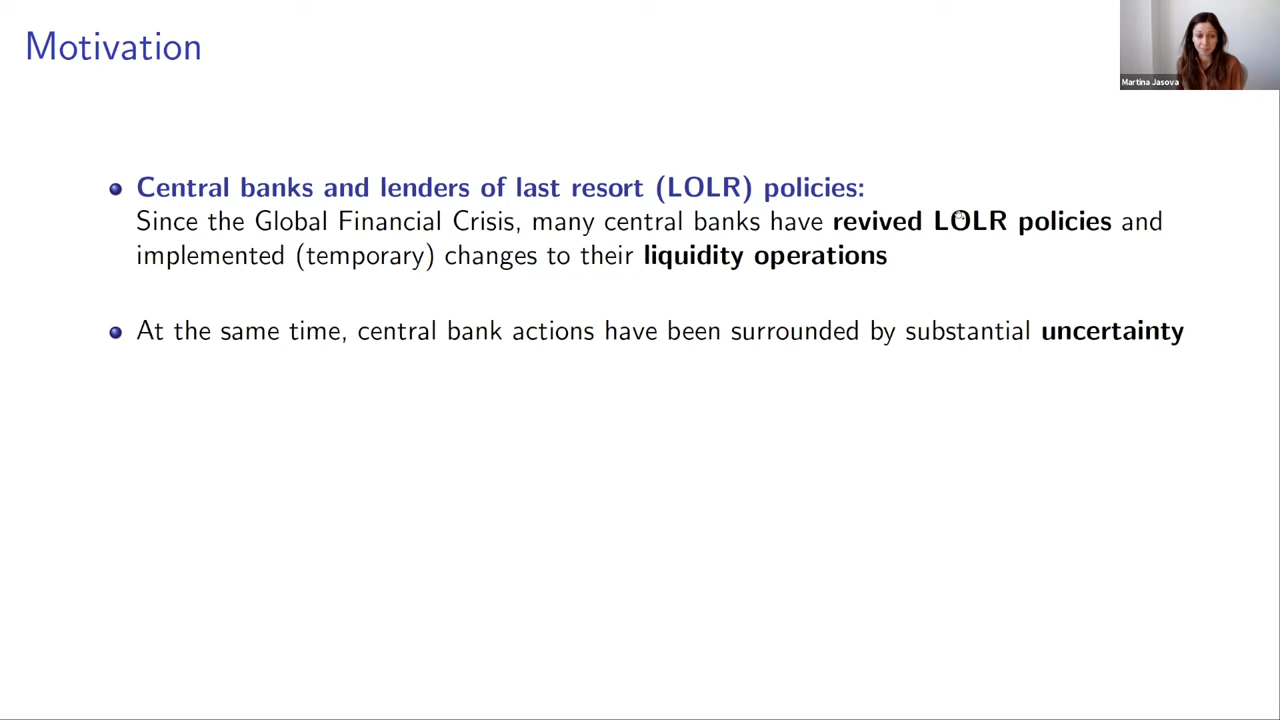 Motivation
Martina Jasova
Central banks and lenders of last resort (LOLR) policies:
Since the Global Financial Crisis, many central banks have revived LOLR policies and
implemented (temporary) changes to their liquidity operations
At the same time, central bank actions have been surrounded by substantial uncertainty